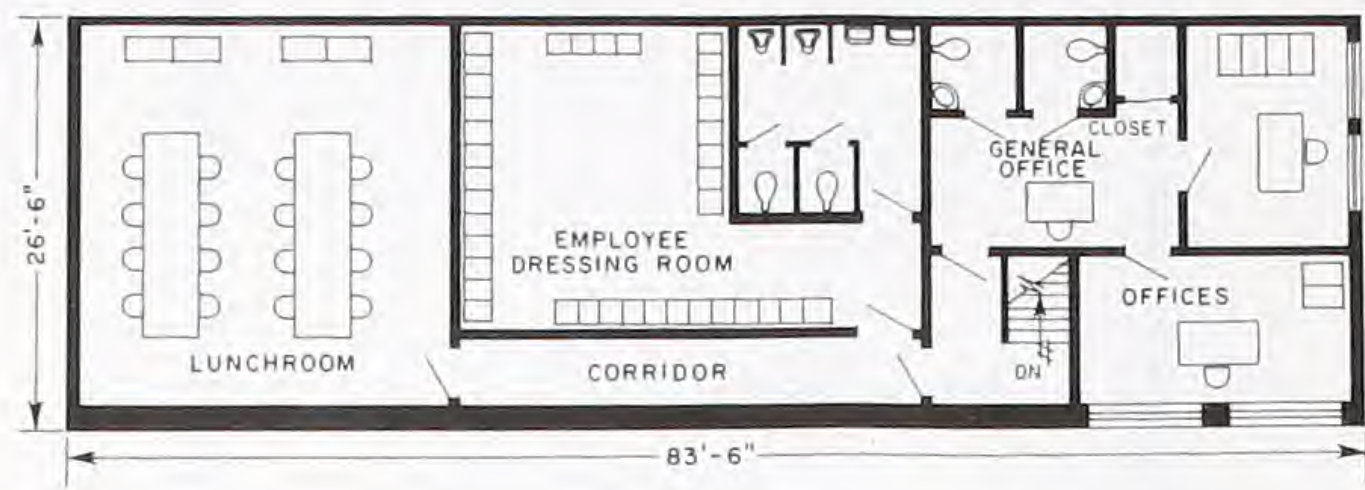 CLOSET
GENERAL
OFFICE
26'-6"
EMPLOYEE
DRESSING ROOM
OFFICES
LUNCHROOM
CORRIDOR
DN
83'-6"